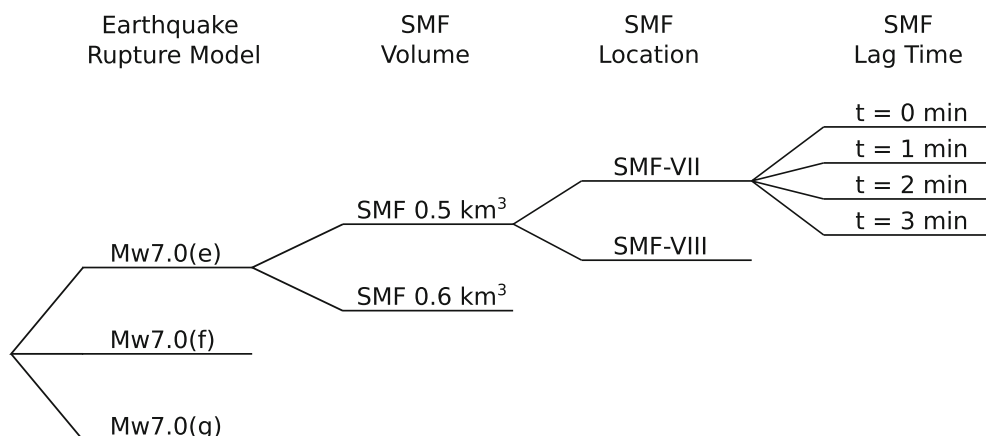 Earthquake
Rupture Model
SMF
Volume
SMF
Location
SMF
Lag Time
t = 0 min
t = 1 min
t = 2 min
t = 3 min
SMF-VII
SMF-VIII
SMF 0.5 km³
SMF 0.6 km³
Mw7.0(e)
Mw7.0(f)
Mw7.0(g)